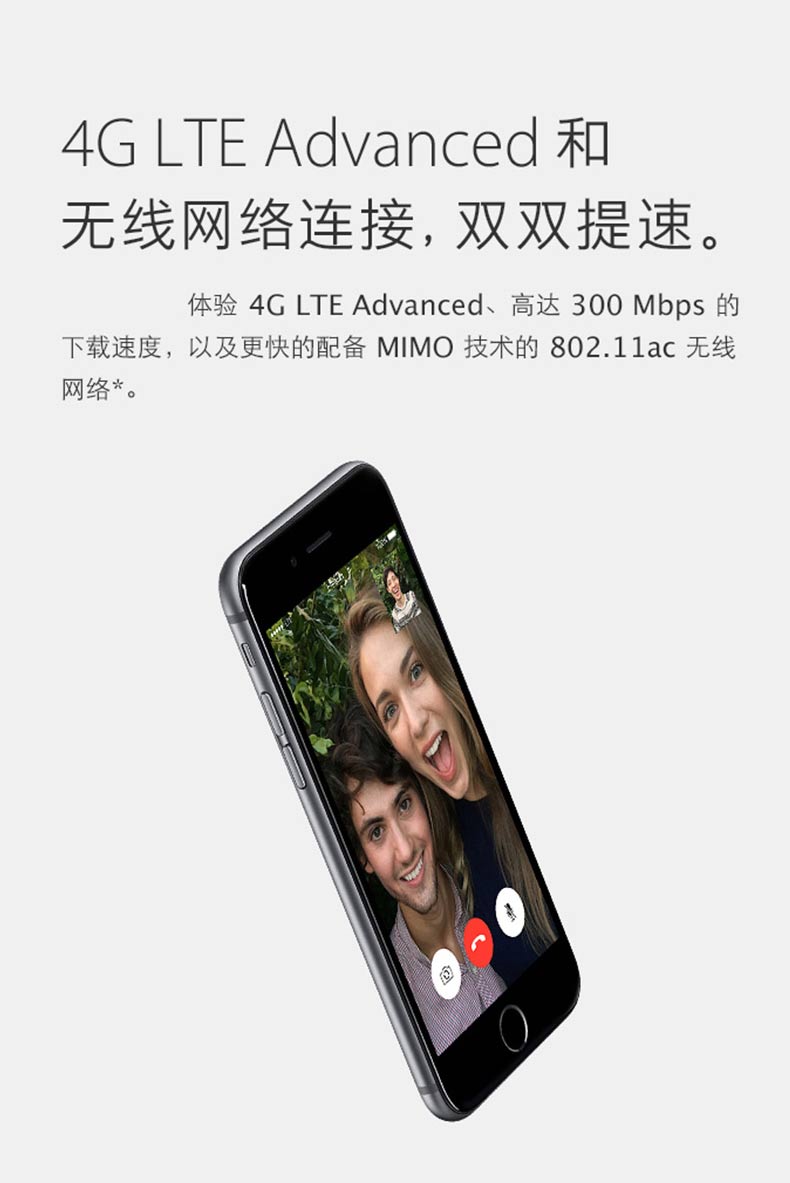 4G LTE Advanced 和
无线网络连接，双双提速。
体验 4G LTE Advanced、高达 300 Mbps 的
下载速度，以及更快的配备 MIMO 技术的 802.11ac 无线
网络*。